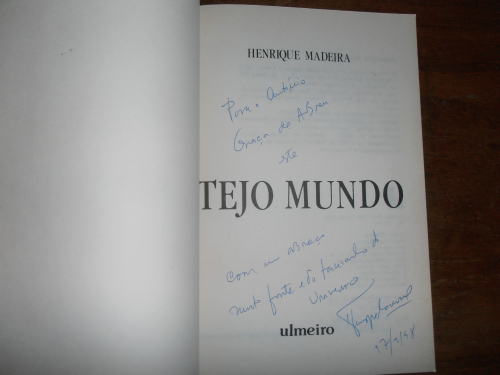 HENRIQUE MADEIRA
Para o António
Graça de Abreu
este
TEJO MUNDO
Com um abraço
muito forte e do tamanho do
Universo
ulmeiro